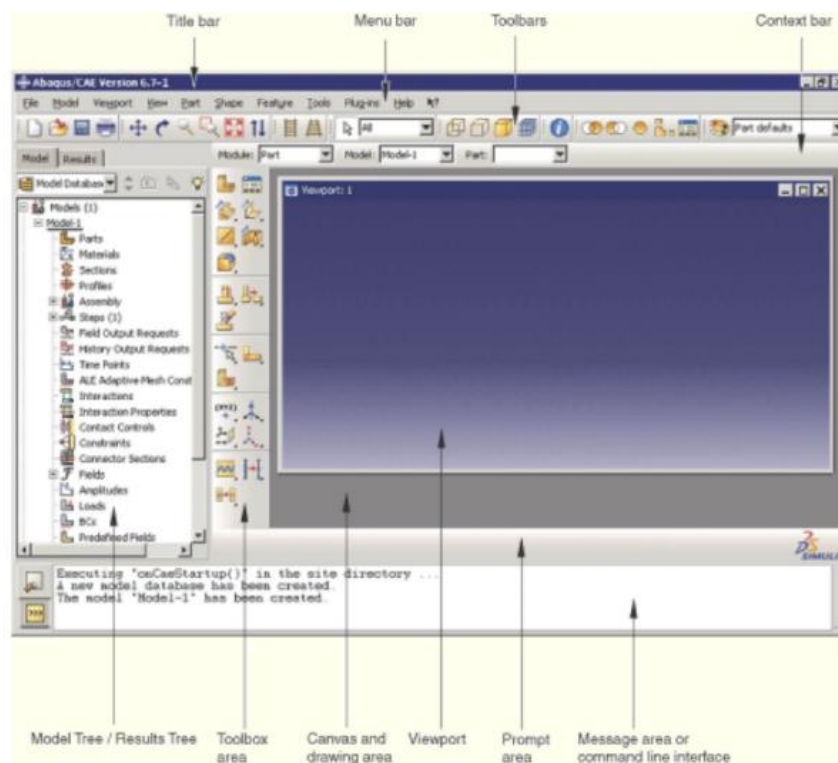 Title bar Menu bar Toolbars Context bar
Abaqus/CAE Version 6.7-1
File Model Viewport View Part Shape Feature Tools Plug-ins Help
All Part defaults
Model Results Module: Part Model: Model-1 Part:
Model Databas
Viewport: 1
Models (1)
Model-1
Parts
Materials
Sections
Profiles
Assembly
Steps (1)
Field Output Requests
History Output Requests
Time Points
ALE Adaptive Mesh Const
Interactions
Interaction Properties
Contact Controls
Constraints
Connector Sections
Fields
Amplitudes
Loads
BCs
Predefined Fields
(XYZ)
SIMULI
Executing "onCaeStartup()" in the site directory ...
A new model database has been created.
The model "Model-1" has been created.
>>>
Model Tree / Results Tree Toolbox area Canvas and drawing area Viewport Prompt area Message area or command line interface